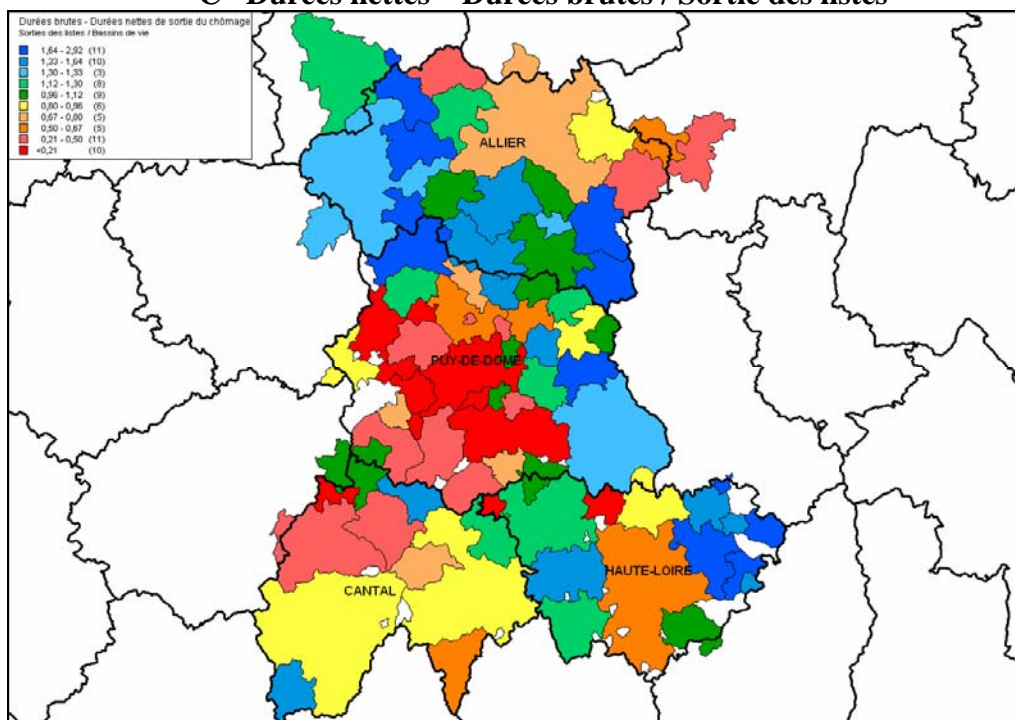 C - Durées nettes – Durées brutes / Sortie des listes
Durées brutes - Durées nettes de sortie du chômage
Sorties des listes / Bassins de vie
1,64 - 2,92 (11)
1,33 - 1,64 (10)
1,30 - 1,33 (3)
1,12 - 1,30 (8)
0,96 - 1,12 (9)
0,80 - 0,96 (6)
0,67 - 0,80 (5)
0,50 - 0,67 (5)
0,21 - 0,50 (11)
<0,21 (10)
ALLIER
PUY-DE-DOME
HAUTE-LOIRE
CANTAL